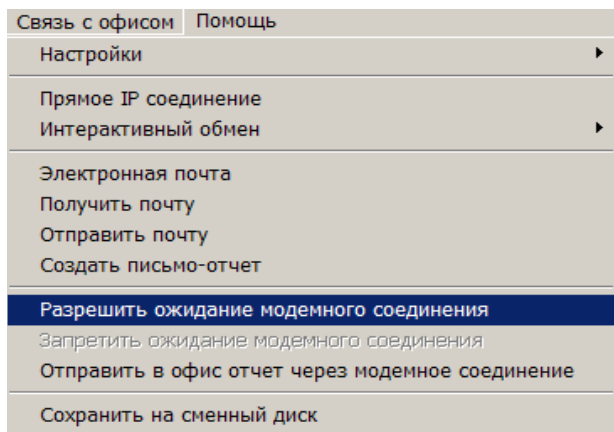 Связь с офисом Помощь
Настройки
Прямое IP соединение
Интерактивный обмен
Электронная почта
Получить почту
Отправить почту
Создать письмо-отчет
Разрешить ожидание модемного соединения
Запретить ожидание модемного соединения
Отправить в офис отчет через модемное соединение
Сохранить на сменный диск